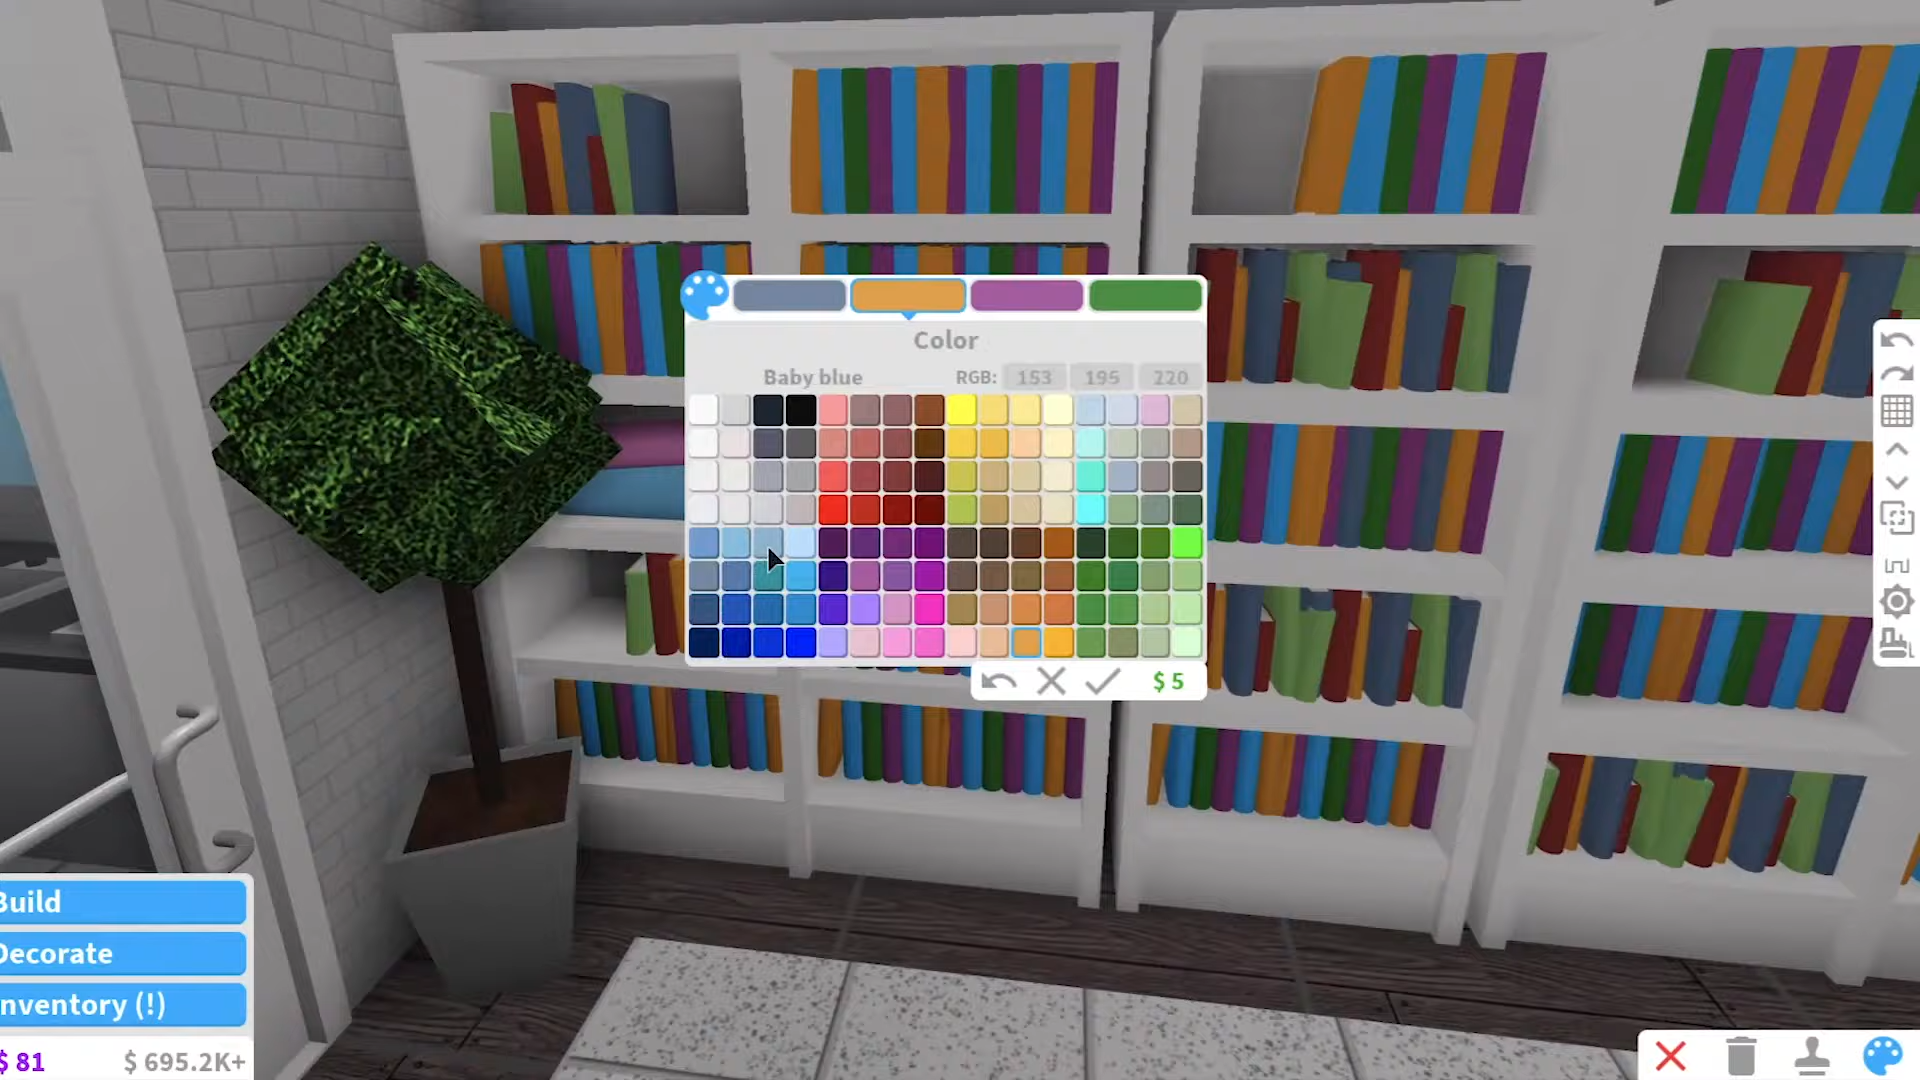 Color
Baby blue RGB: 153 195 220
$ 5
Build
Decorate
Inventory (!)
$ 81 $ 695.2K+